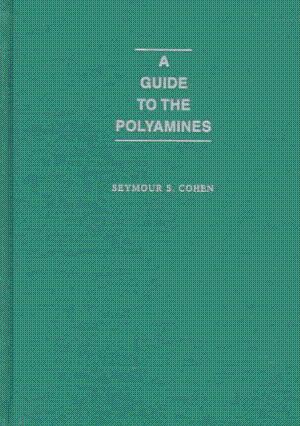 A
GUIDE
TO THE
POLYAMINES
SEYMOUR S. COHEN